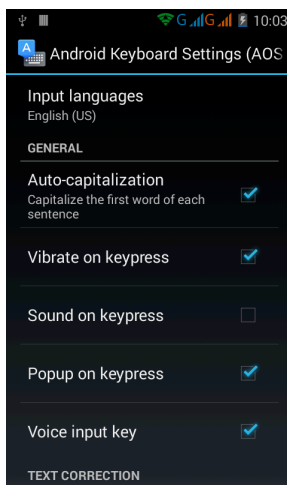 G G 10:03
A
Android Keyboard Settings (AOS
Input languages
English (US)
GENERAL
Auto-capitalization
Capitalize the first word of each
sentence
Vibrate on keypress
Sound on keypress
Popup on keypress
Voice input key
TEXT CORRECTION